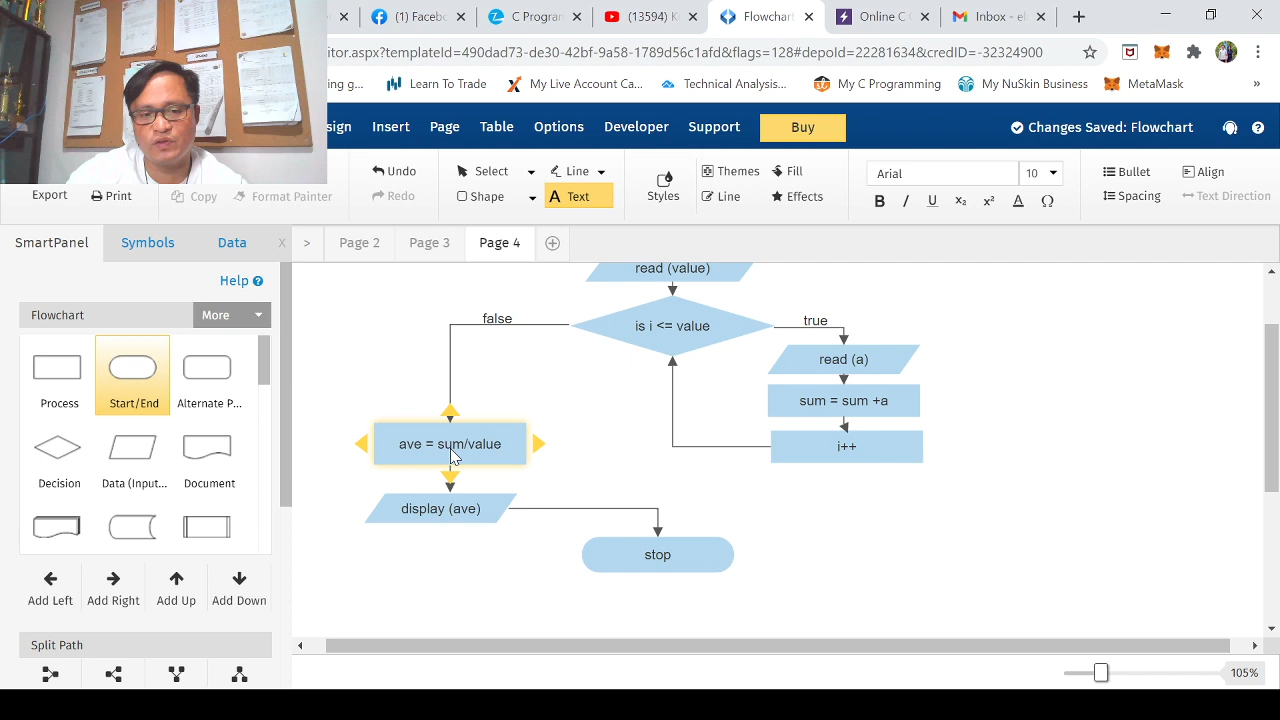 (1) Faceb
C Progran
(13594) K
Flowchart
Online C
Inbox - el
itor.aspx?templateId=490dad73-de30-42bf-9a58-1789d56c1afd&flags=128#depoId=22281634&credID=-32324900
ng g...
Learn To Trade
My Live Account Ca...
Technical Analysis...
My C Programming
My NuSkin Business
MetaMask
»
sign
Insert
Page
Table
Options
Developer
Support
Buy
Changes Saved: Flowchart
Export
Print
Copy
Format Painter
Undo
Redo
Select
Shape
Line
Text
Styles
Themes
Line
Fill
Effects
Arial
10
B I U X₂ X² A Ω
Bullet
Spacing
Align
Text Direction
SmartPanel
Symbols
Data
X
>
Page 2
Page 3
Page 4
Help
Flowchart
More
Process
Start/End
Alternate P...
Decision
Data (Input...
Document
Add Left
Add Right
Add Up
Add Down
Split Path
read (value)
false
is i <= value
true
read (a)
sum = sum +a
i++
ave = sum/value
display (ave)
stop
105%